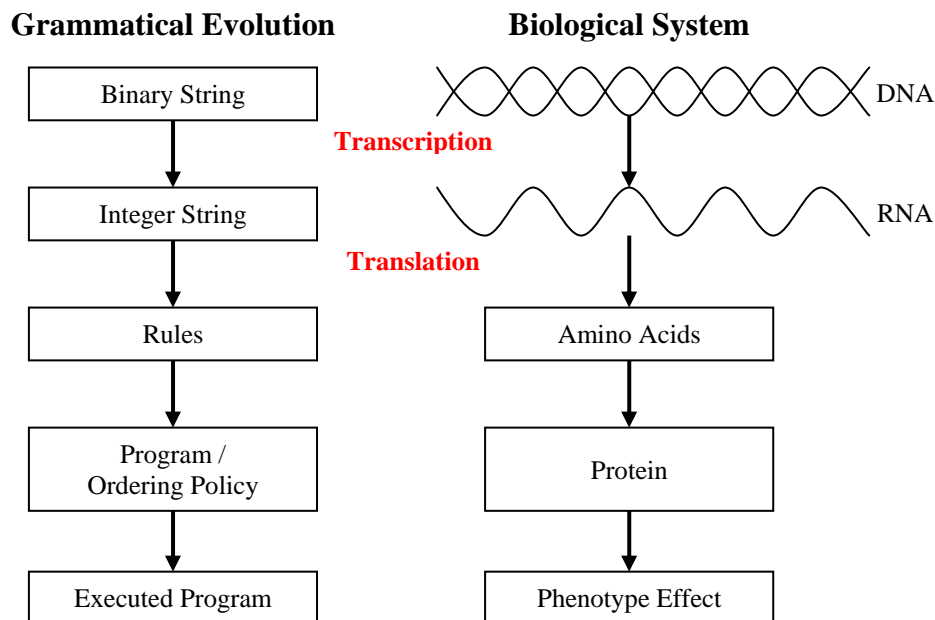 Grammatical Evolution
Biological System
Binary String
DNA
Transcription
Integer String
RNA
Translation
Rules
Amino Acids
Program /
Ordering Policy
Protein
Executed Program
Phenotype Effect